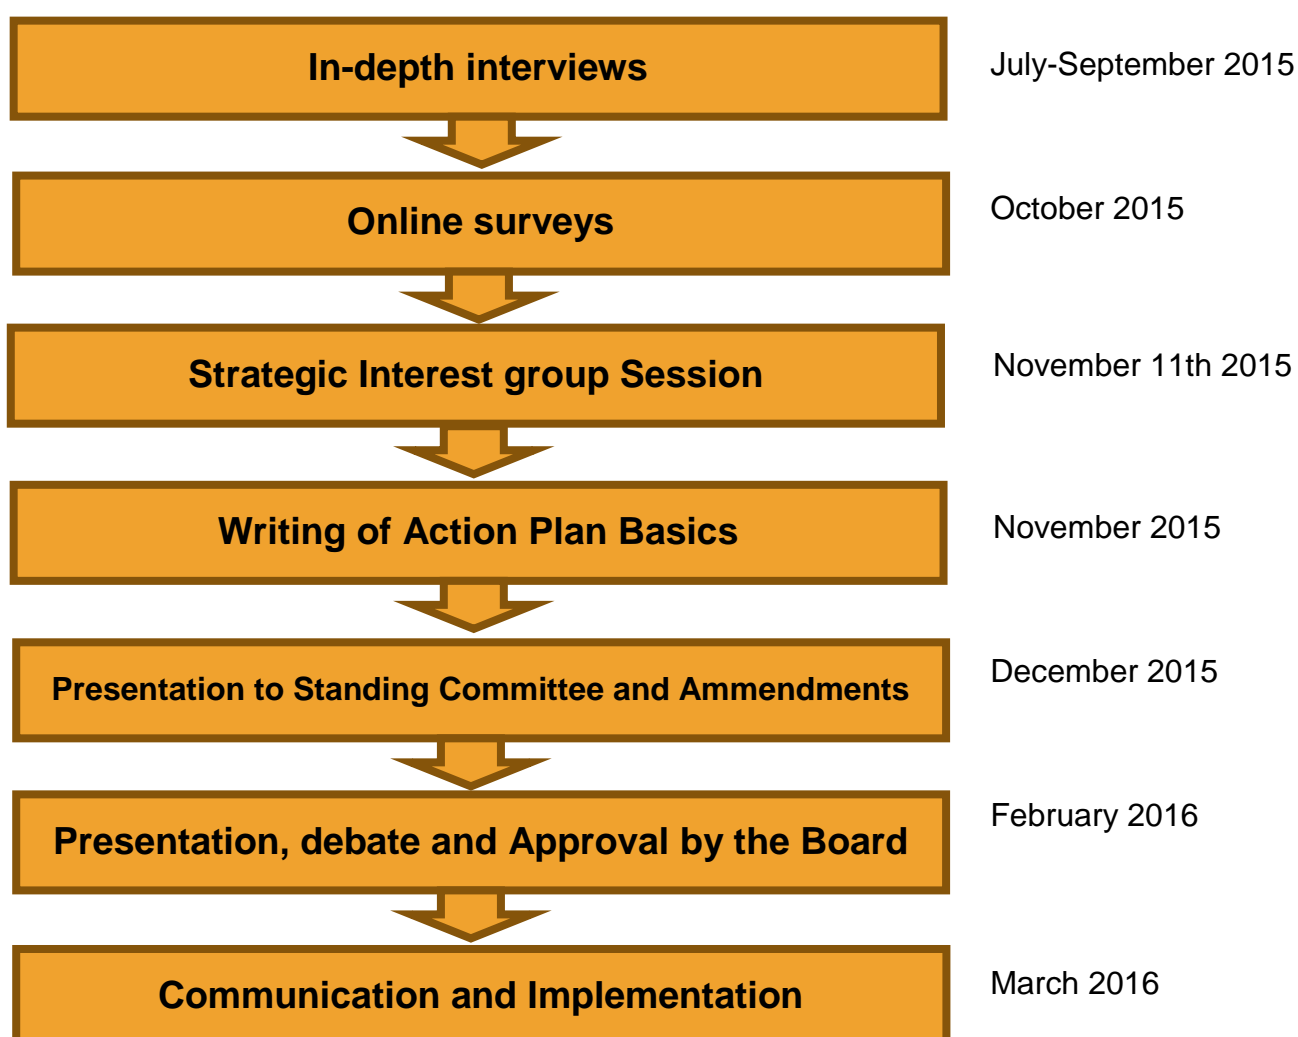 In-depth interviews
July-September 2015
Online surveys
October 2015
Strategic Interest group Session
November 11th 2015
Writing of Action Plan Basics
November 2015
Presentation to Standing Committee and Ammendments
December 2015
Presentation, debate and Approval by the Board
February 2016
Communication and Implementation
March 2016